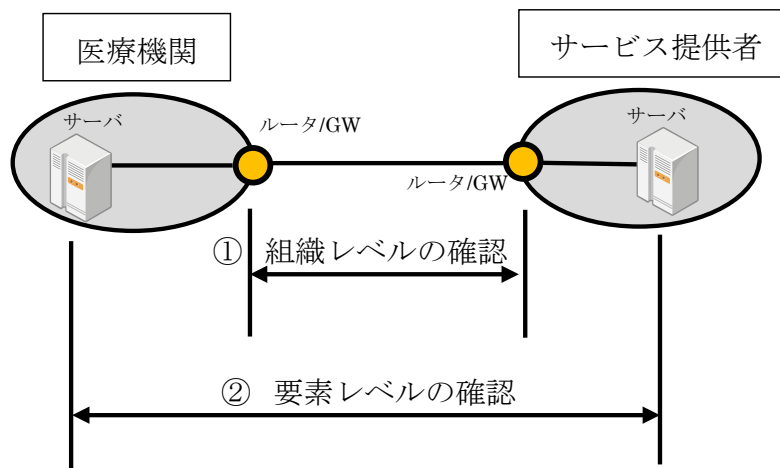 医療機関
サービス提供者
サーバ
ルータ/GW
サーバ
ルータ/GW
① 組織レベルの確認
② 要素レベルの確認